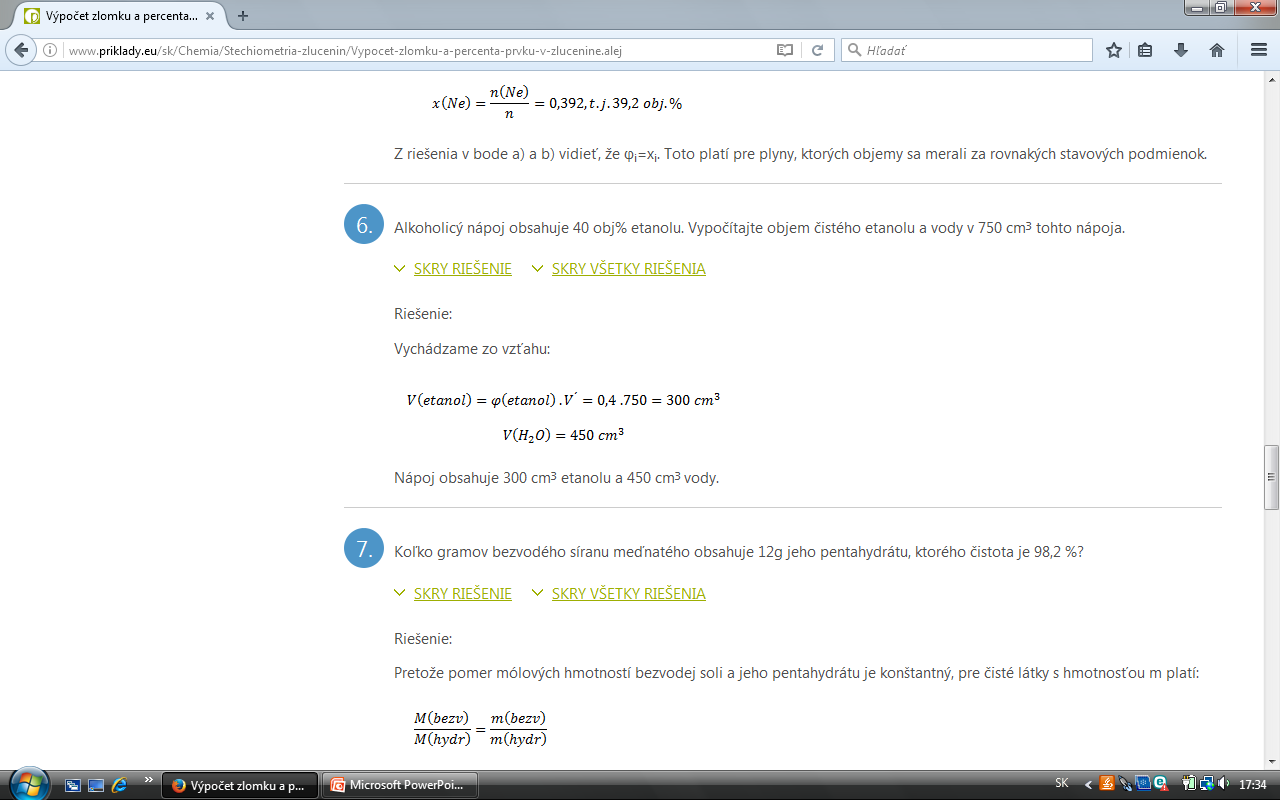 Výpočet zlomku a percenta...
www.priklady.eu/sk/Chemia/Stechiometria-zlucenin/Vypocet-zlomku-a-percenta-prvku-v-zlucenine.alej
Hľadať
x(Ne) = n(Ne)/n = 0,392, t. j. 39,2 obj. %
Z riešenia v bode a) a b) vidieť, že φi=xi. Toto platí pre plyny, ktorých objemy sa merali za rovnakých stavových podmienok.
6. Alkoholický nápoj obsahuje 40 obj% etanolu. Vypočítajte objem čistého etanolu a vody v 750 cm³ tohto nápoja.
SKRY RIEŠENIE SKRY VŠETKY RIEŠENIA
Riešenie:
Vychádzame zo vzťahu:
V(etanol) = φ(etanol) .V´ = 0,4 .750 = 300 cm³
V(H₂O) = 450 cm³
Nápoj obsahuje 300 cm³ etanolu a 450 cm³ vody.
7. Koľko gramov bezvodého síranu meďnatého obsahuje 12g jeho pentahydrátu, ktorého čistota je 98,2 %?
SKRY RIEŠENIE SKRY VŠETKY RIEŠENIA
Riešenie:
Pretože pomer mólových hmotností bezvodej soli a jeho pentahydrátu je konštantný, pre čisté látky s hmotnosťou m platí:
M(bezv)/M(hydr) = m(bezv)/m(hydr)
Výpočet zlomku a p... Microsoft PowerPoi... SK 17:34